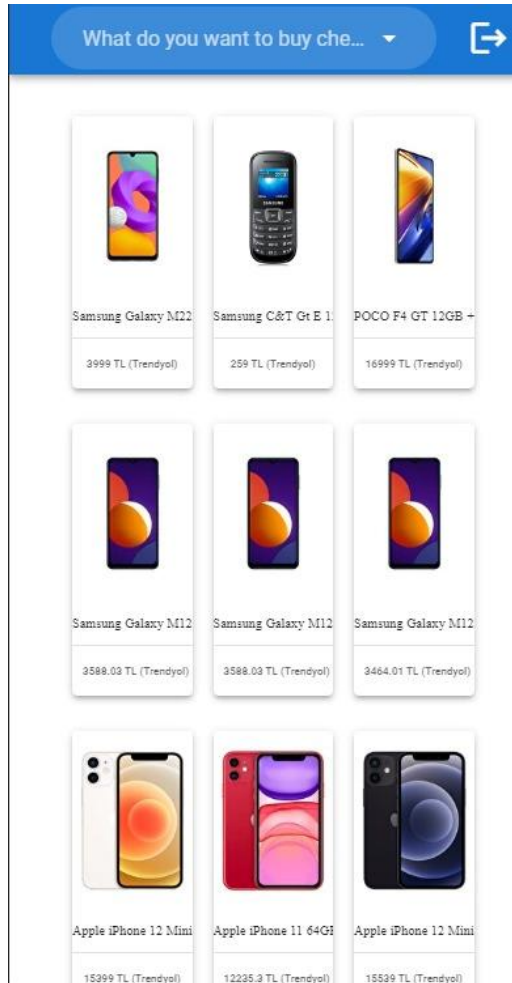 What do you want to buy che...
Samsung Galaxy M22
Samsung C&T Gt E 1
POCO F4 GT 12GB +
3999 TL (Trendyol)
259 TL (Trendyol)
16999 TL (Trendyol)
Samsung Galaxy M12
Samsung Galaxy M12
Samsung Galaxy M12
3588.03 TL (Trendyol)
3588.03 TL (Trendyol)
3464.01 TL (Trendyol)
Apple iPhone 12 Mini
Apple iPhone 11 64G
Apple iPhone 12 Mini
15399 TL (Trendyol)
12235.3 TL (Trendyol)
15539 TL (Trendyol)